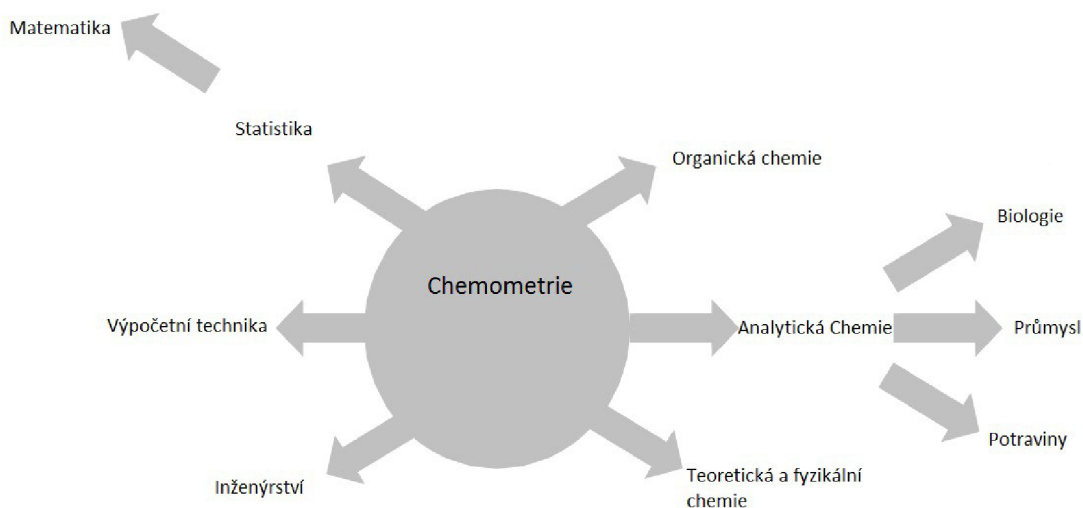 Matematika
Statistika
Organická chemie
Biologie
Chemometrie
Výpočetní technika
Analytická Chemie
Průmysl
Potraviny
Inženýrství
Teoretická a fyzikální
chemie